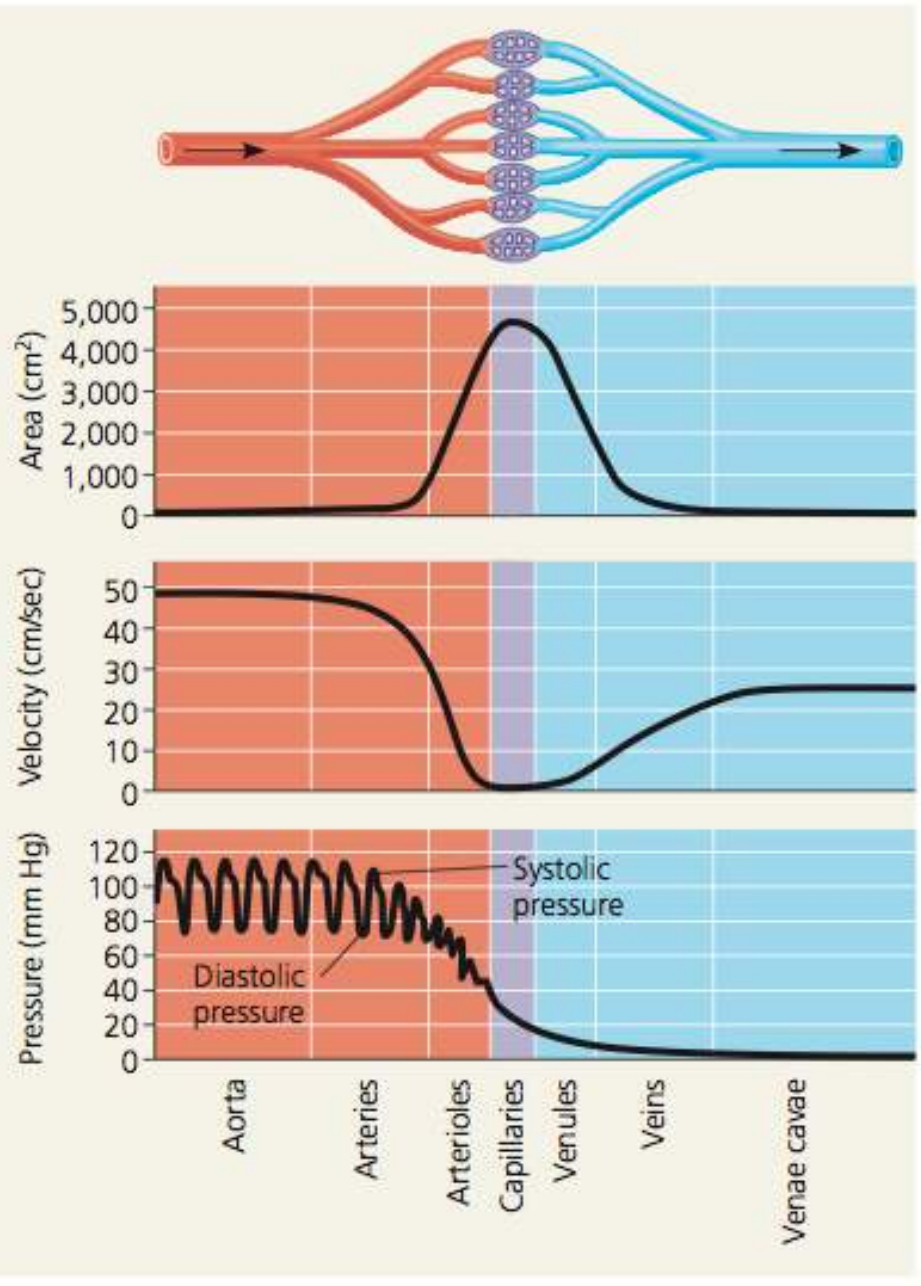 Area (cm²)
5,000
4,000
3,000
2,000
1,000
0
Velocity (cm/sec)
50
40
30
20
10
0
Pressure (mm Hg)
120
100
80
60
40
20
0
Systolic
pressure
Diastolic
pressure
Aorta
Arteries
Arterioles
Capillaries
Venules
Veins
Venae cavae